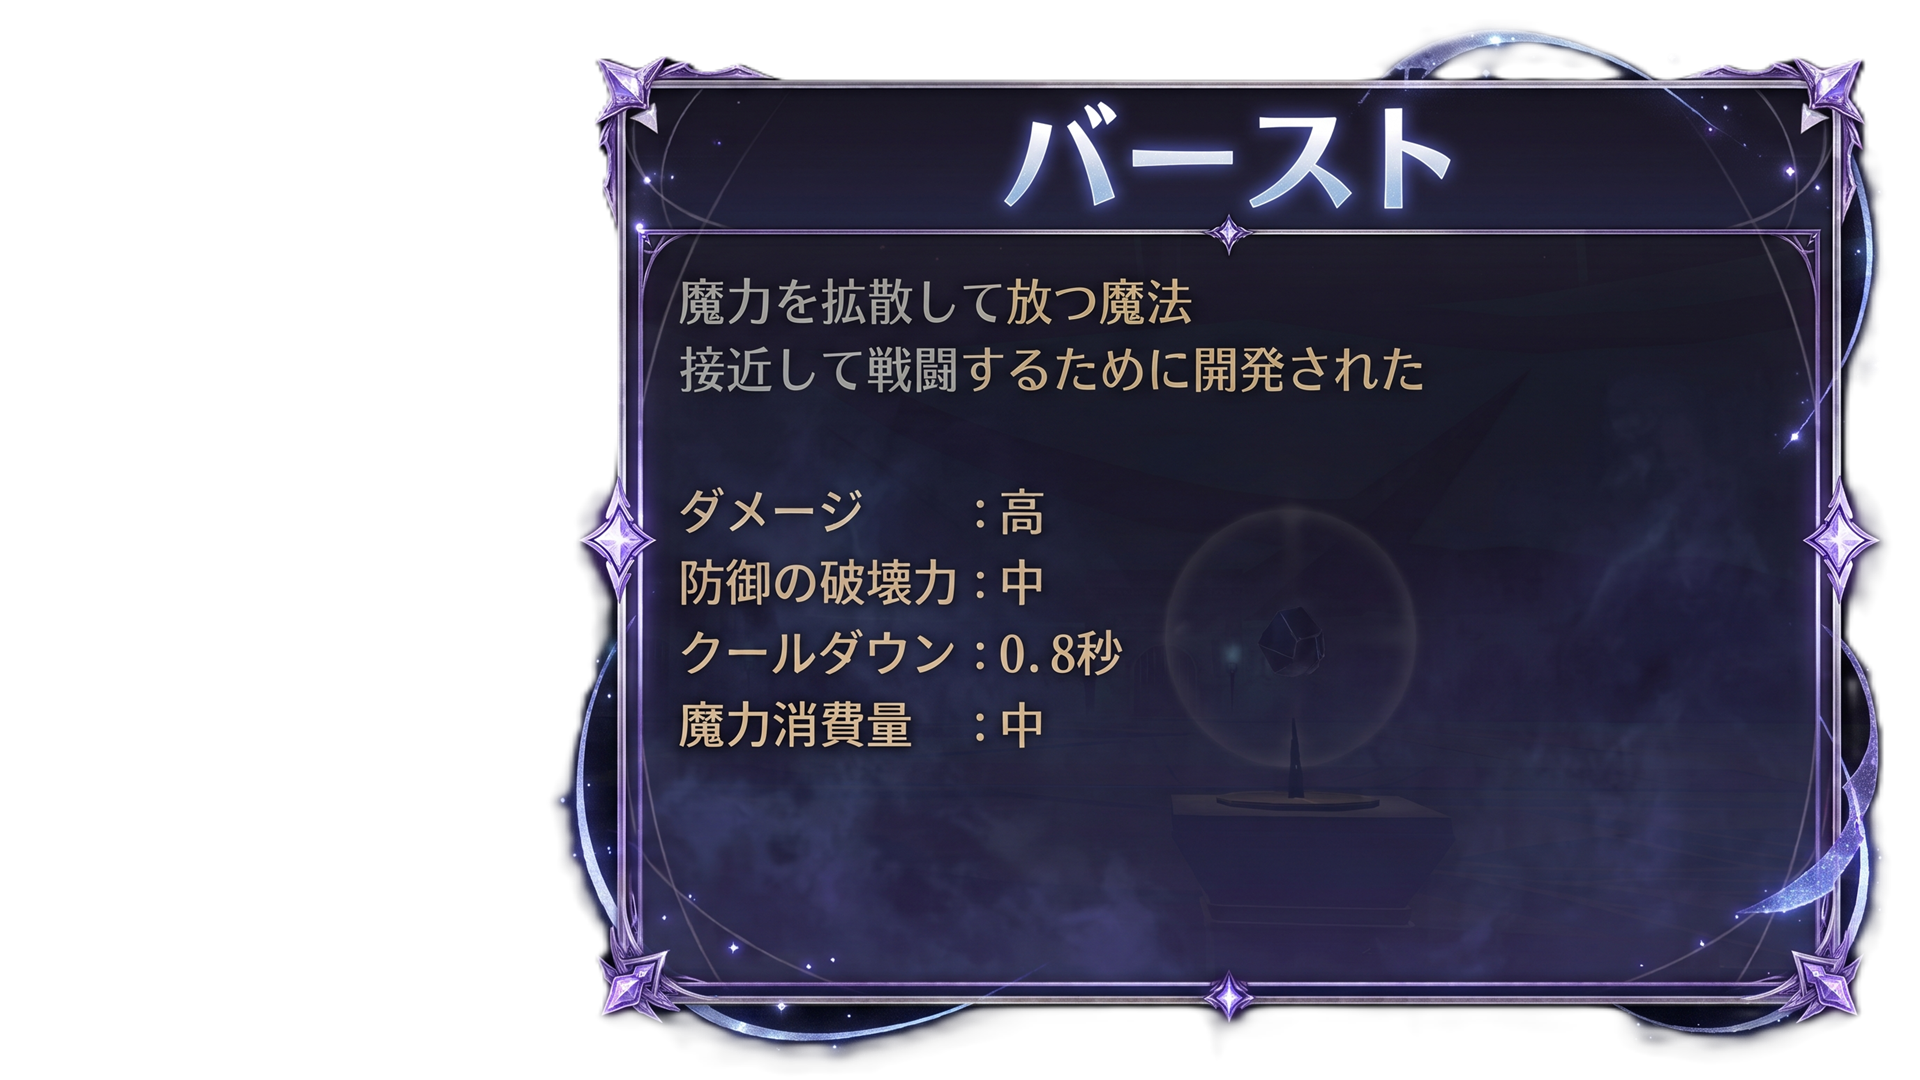 バースト
魔力を拡散して放つ魔法
接近して戦闘するために開発された
ダメージ　　：高
防御の破壊力：中
クールダウン：0.8秒
魔力消費量　：中